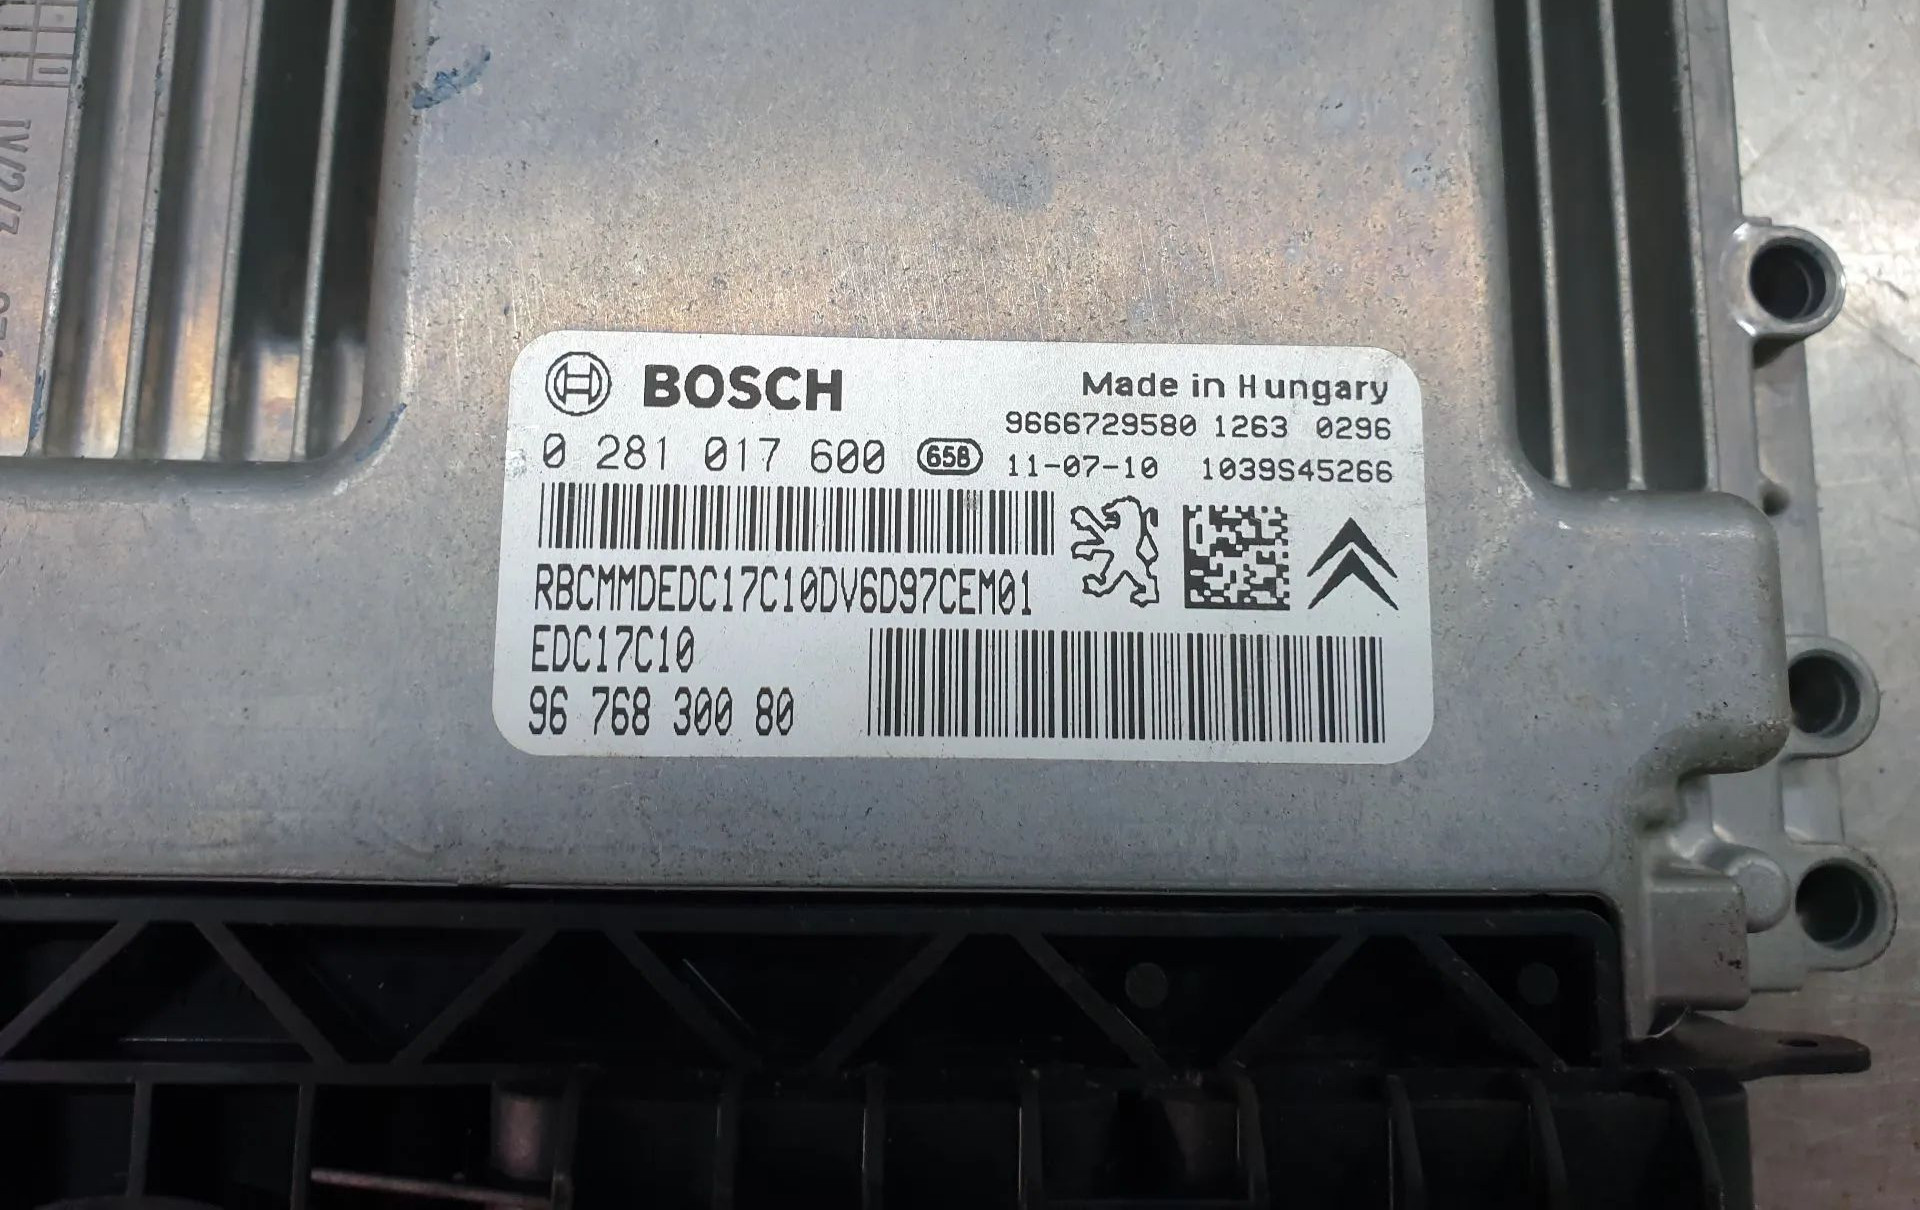 BOSCH
Made in Hungary
9666729580 1263 0296
0 281 017 600 658 11-07-10 1039S45266
RBCMMDEDC17C10DV6D97CEM01
EDC17C10
96 768 300 80